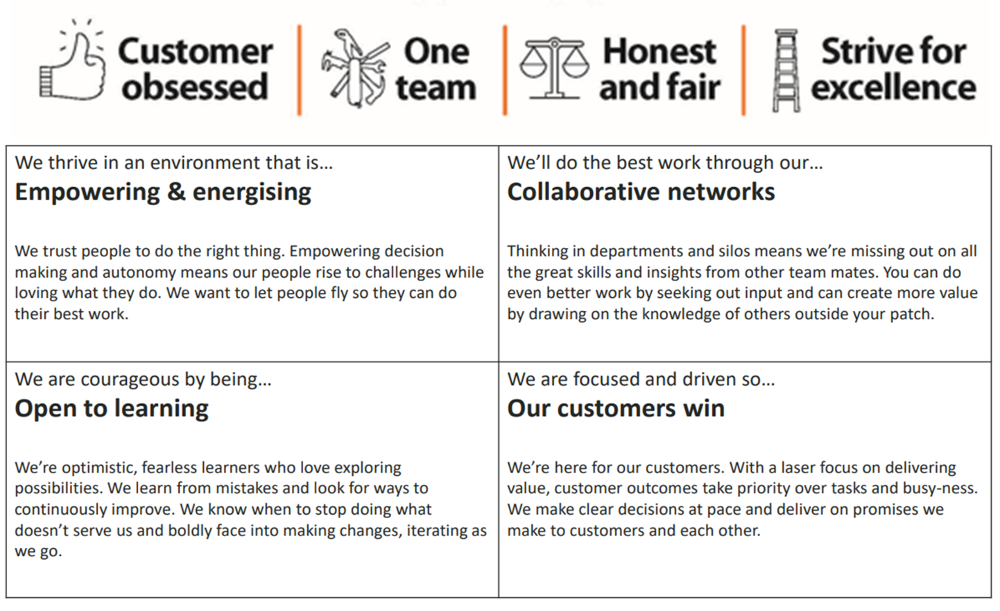 Customer
obsessed
One
team
Honest
and fair
Strive for
excellence
We thrive in an environment that is...
Empowering & energising
We trust people to do the right thing. Empowering decision
making and autonomy means our people rise to challenges while
loving what they do. We want to let people fly so they can do
their best work.
We’ll do the best work through our...
Collaborative networks
Thinking in departments and silos means we’re missing out on all
the great skills and insights from other team mates. You can do
even better work by seeking out input and can create more value
by drawing on the knowledge of others outside your patch.
We are courageous by being...
Open to learning
We’re optimistic, fearless learners who love exploring
possibilities. We learn from mistakes and look for ways to
continuously improve. We know when to stop doing what
doesn’t serve us and boldly face into making changes, iterating as
we go.
We are focused and driven so...
Our customers win
We’re here for our customers. With a laser focus on delivering
value, customer outcomes take priority over tasks and busy-ness.
We make clear decisions at pace and deliver on promises we
make to customers and each other.